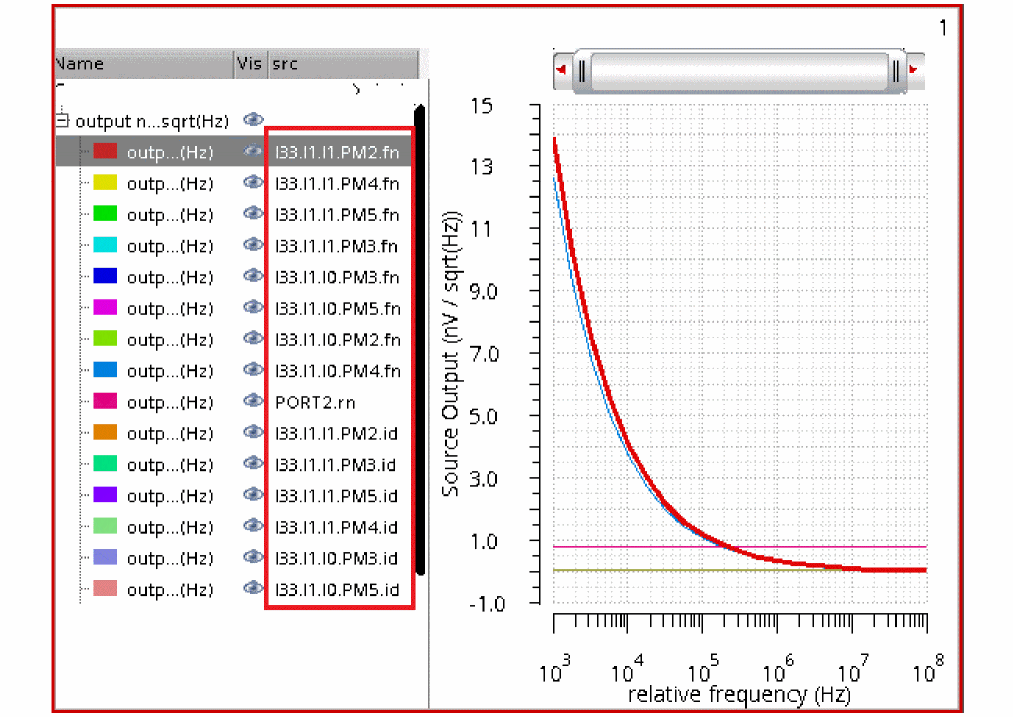 1
Name Vis src
output n...sqrt(Hz)
outp...(Hz) I33.I1.I1.PM2.fn
outp...(Hz) I33.I1.I1.PM4.fn
outp...(Hz) I33.I1.I1.PM5.fn
outp...(Hz) I33.I1.I1.PM3.fn
outp...(Hz) I33.I1.I0.PM3.fn
outp...(Hz) I33.I1.I0.PM5.fn
outp...(Hz) I33.I1.I0.PM2.fn
outp...(Hz) I33.I1.I0.PM4.fn
outp...(Hz) PORT2.rn
outp...(Hz) I33.I1.I1.PM2.id
outp...(Hz) I33.I1.I1.PM3.id
outp...(Hz) I33.I1.I1.PM5.id
outp...(Hz) I33.I1.I1.PM4.id
outp...(Hz) I33.I1.I0.PM3.id
outp...(Hz) I33.I1.I0.PM5.id
Source Output (nV / sqrt(Hz))
15
13
11
9.0
7.0
5.0
3.0
1.0
-1.0
10^3 10^4 10^5 10^6 10^7 10^8
relative frequency (Hz)